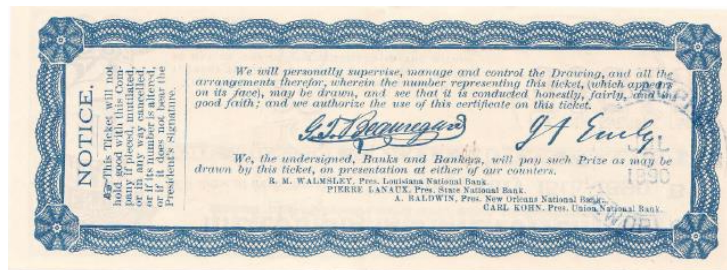 NOTICE.
This Ticket will not
hold good with this Com-
pany if pieced, mutilated,
or in any way cancelled,
or if its number is altered,
or if it does not bear the
President's Signature.
We will personally supervise, manage and control the Drawing, and all the
arrangements therefor, wherein the number representing this ticket, (which appears
on its face), may be drawn, and see that it is conducted honestly, fairly, and in
good faith; and we authorize the use of this certificate on this ticket.
G.T. Beauregard J A Early
We, the undersigned, Banks and Bankers, will pay such Prize as may be
drawn by this ticket, on presentation at either of our counters.
R. M. WALMSLEY, Pres. Louisiana National Bank.
PIERRE LANAUX, Pres. State National Bank.
A. BALDWIN, Pres. New Orleans National Bank.
CARL KOHN, Pres. Union National Bank.